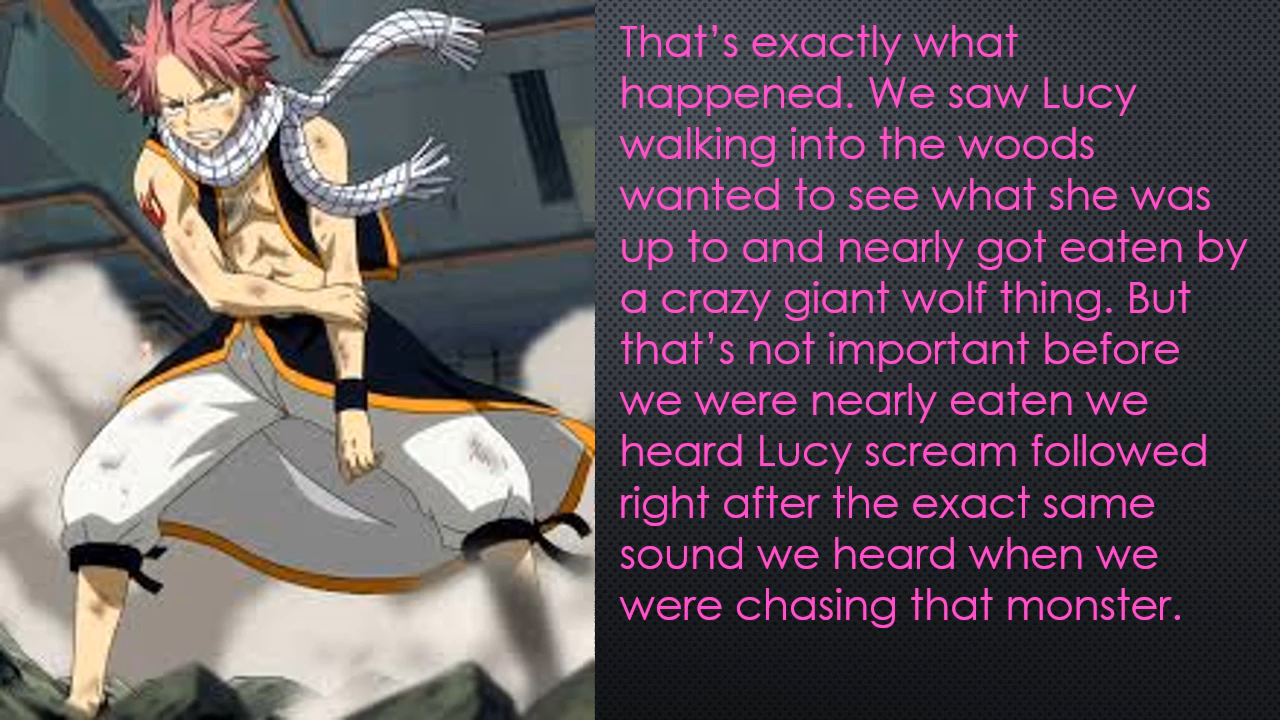 That’s exactly what
happened. We saw Lucy
walking into the woods
wanted to see what she was
up to and nearly got eaten by
a crazy giant wolf thing. But
that’s not important before
we were nearly eaten we
heard Lucy scream followed
right after the exact same
sound we heard when we
were chasing that monster.